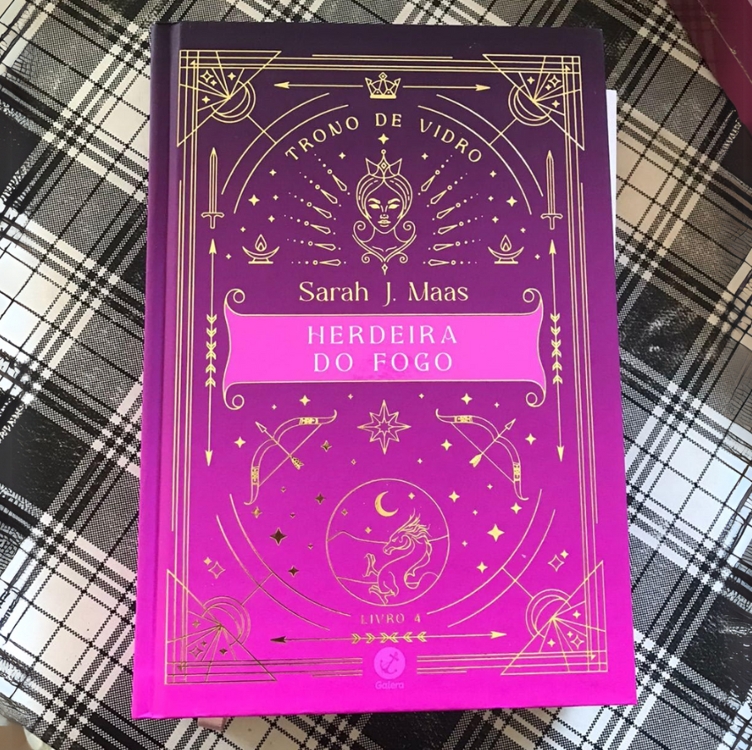 TRONO DE VIDRO
Sarah J. Maas
HERDEIRA
DO FOGO
LIVRO 4
Galera